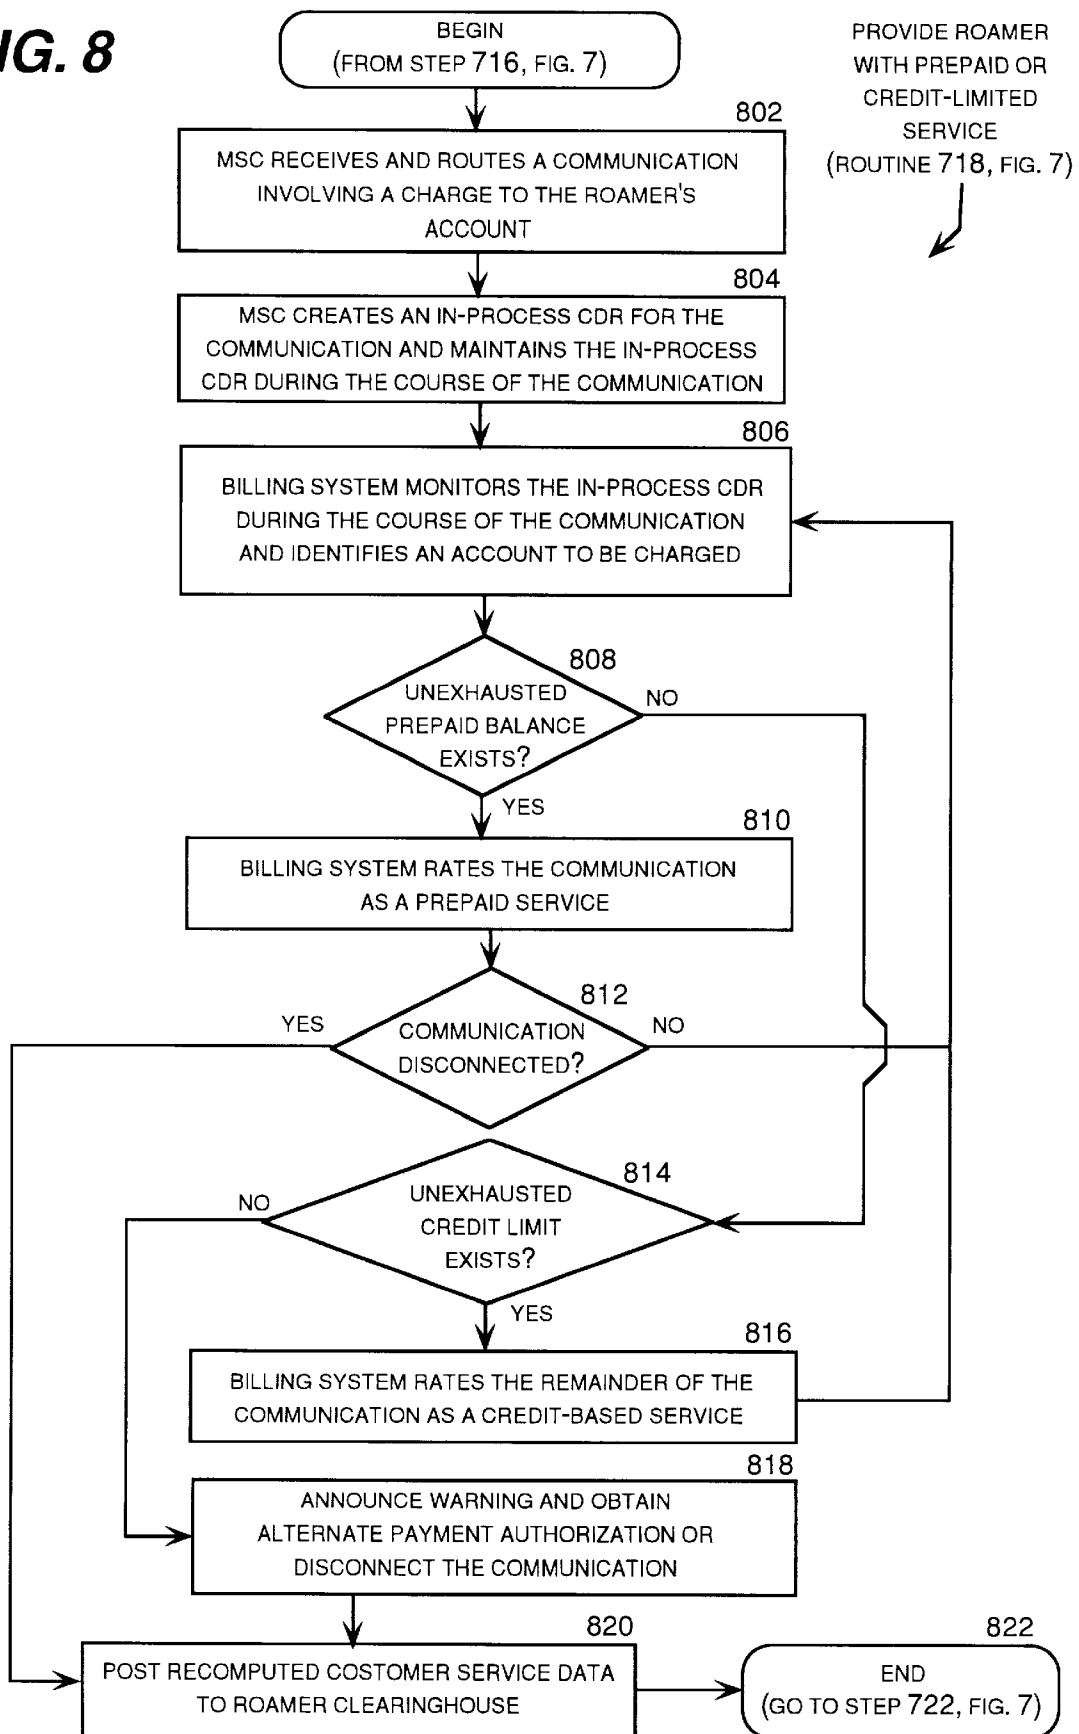 IG. 8
BEGIN
(FROM STEP 716, FIG. 7)
PROVIDE ROAMER
WITH PREPAID OR
CREDIT-LIMITED
SERVICE
(ROUTINE 718, FIG. 7)
802
MSC RECEIVES AND ROUTES A COMMUNICATION
INVOLVING A CHARGE TO THE ROAMER'S
ACCOUNT
804
MSC CREATES AN IN-PROCESS CDR FOR THE
COMMUNICATION AND MAINTAINS THE IN-PROCESS
CDR DURING THE COURSE OF THE COMMUNICATION
806
BILLING SYSTEM MONITORS THE IN-PROCESS CDR
DURING THE COURSE OF THE COMMUNICATION
AND IDENTIFIES AN ACCOUNT TO BE CHARGED
808
UNEXHAUSTED
PREPAID BALANCE
EXISTS?
NO
YES
810
BILLING SYSTEM RATES THE COMMUNICATION
AS A PREPAID SERVICE
812
COMMUNICATION
DISCONNECTED?
YES
NO
814
UNEXHAUSTED
CREDIT LIMIT
EXISTS?
NO
YES
816
BILLING SYSTEM RATES THE REMAINDER OF THE
COMMUNICATION AS A CREDIT-BASED SERVICE
818
ANNOUNCE WARNING AND OBTAIN
ALTERNATE PAYMENT AUTHORIZATION OR
DISCONNECT THE COMMUNICATION
820
POST RECOMPUTED COSTOMER SERVICE DATA
TO ROAMER CLEARINGHOUSE
822
END
(GO TO STEP 722, FIG. 7)